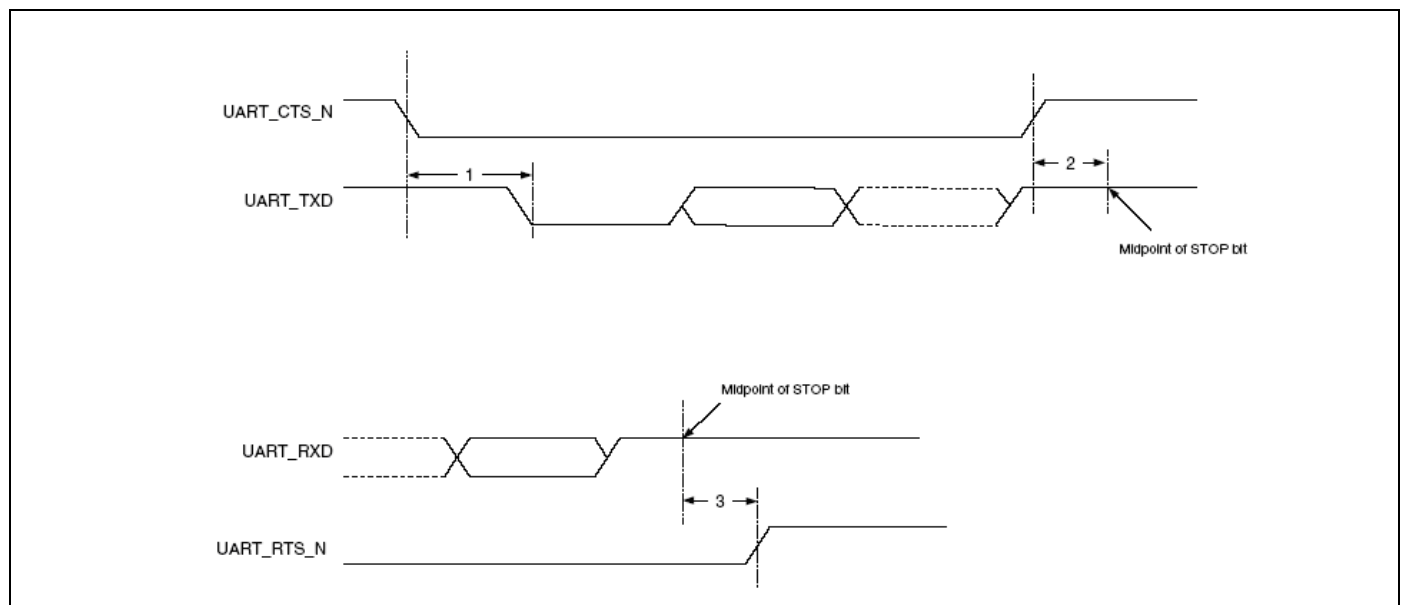 UART_CTS_N
2
1
UART_TXD
Midpoint of STOP bit
Midpoint of STOP bit
UART_RXD
3
UART_RTS_N